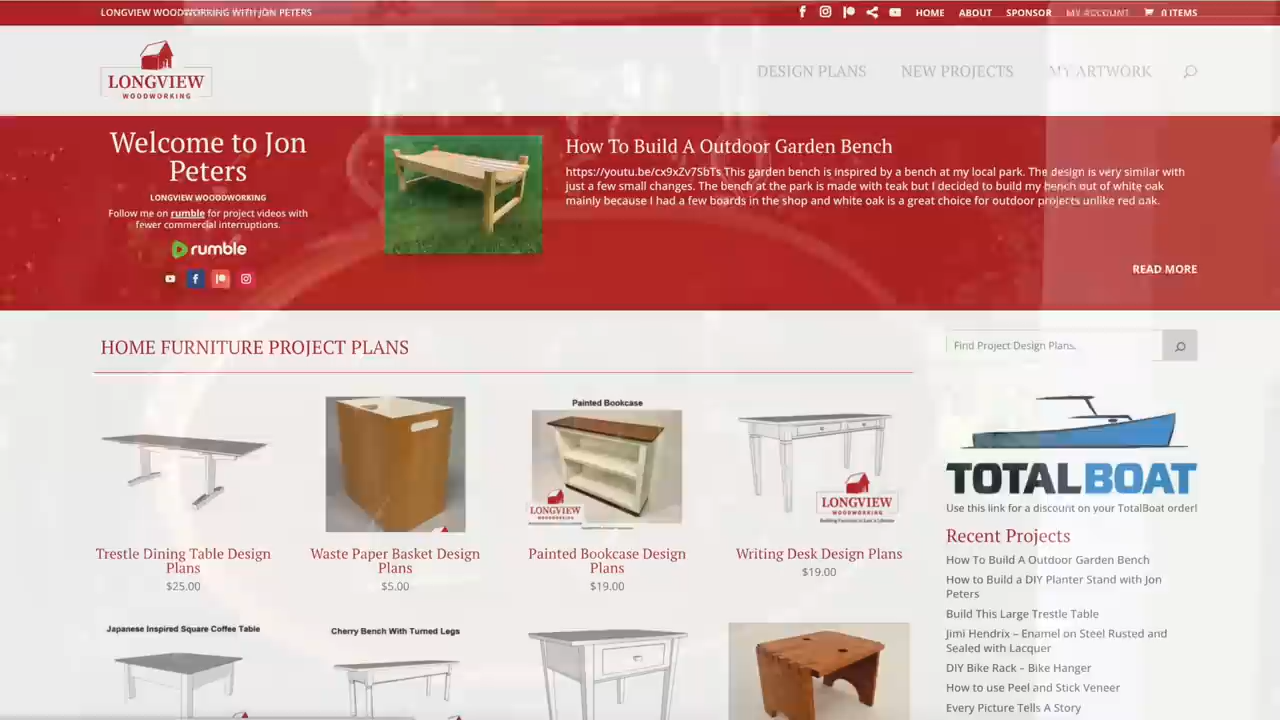 LONGVIEW WOODWORKING WITH JON PETERS
HOME
ABOUT
SPONSOR
MY ACCOUNT
0 ITEMS
LONGVIEW
WOODWORKING
DESIGN PLANS
NEW PROJECTS
MY ARTWORK
Welcome to Jon
Peters
LONGVIEW WOOODWORKING
Follow me on rumble for project videos with
fewer commercial interruptions.
rumble
How To Build A Outdoor Garden Bench
https://youtu.be/cx9xZv7SbTs This garden bench is inspired by a bench at my local park. The design is very similar with
just a few small changes. The bench at the park is made with teak but I decided to build my bench out of white oak
mainly because I had a few boards in the shop and white oak is a great choice for outdoor projects unlike red oak.
READ MORE
HOME FURNITURE PROJECT PLANS
Find Project Design Plans.
Painted Bookcase
LONGVIEW
WOODWORKING
LONGVIEW
WOODWORKING
Trestle Dining Table Design
Plans
$25.00
Waste Paper Basket Design
Plans
$5.00
Painted Bookcase Design
Plans
$19.00
Writing Desk Design Plans
$19.00
Japanese Inspired Square Coffee Table
Cherry Bench With Turned Legs
TOTALBOAT
Use this link for a discount on your TotalBoat order!
Recent Projects
How To Build A Outdoor Garden Bench
How to Build a DIY Planter Stand with Jon
Peters
Build This Large Trestle Table
Jimi Hendrix – Enamel on Steel Rusted and
Sealed with Lacquer
DIY Bike Rack – Bike Hanger
How to use Peel and Stick Veneer
Every Picture Tells A Story